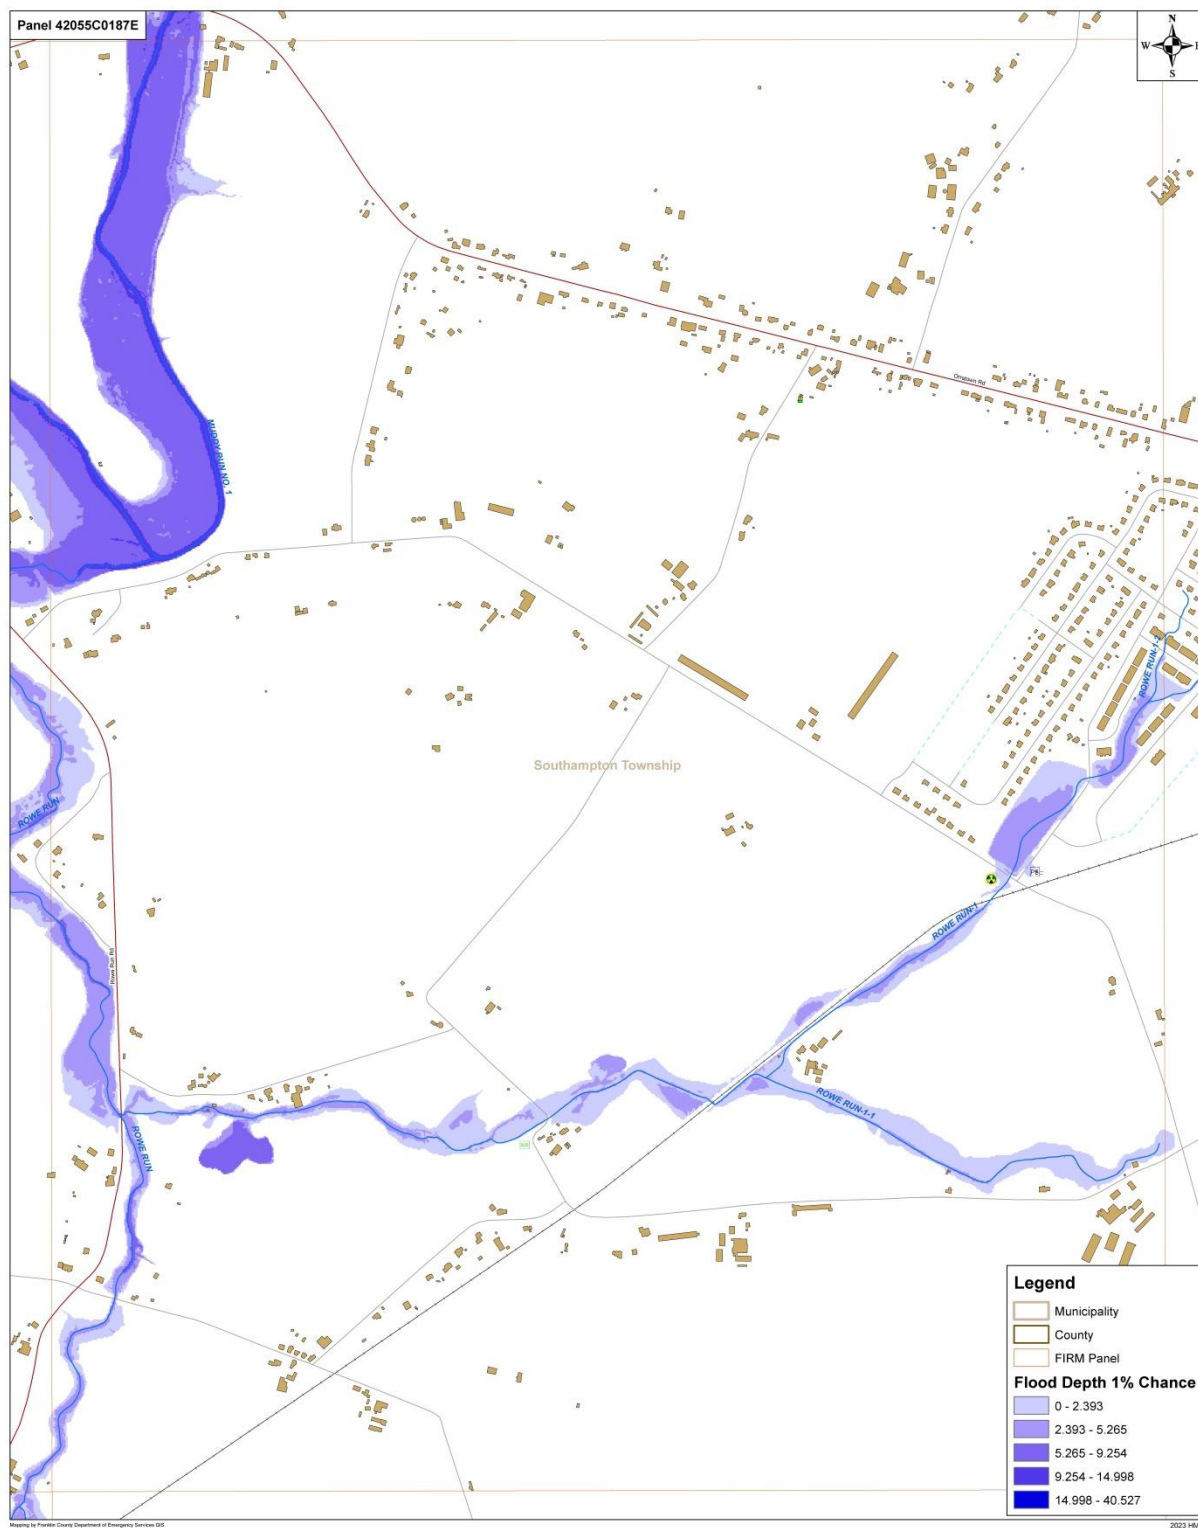 Panel 42055C0187E
N
W
E
S
MUDDY RUN NO. 1
Orrstown Rd
ROWE RUN-1-2
Southampton Township
ROWE RUN
ROWE RUN-1
Rowe Run Rd
ROWE RUN-1-1
ROWE RUN
Legend
Municipality
County
FIRM Panel
Flood Depth 1% Chance
0 - 2.393
2.393 - 5.265
5.265 - 9.254
9.254 - 14.998
14.998 - 40.527
Mapping by Franklin County Department of Emergency Services GIS
2023 HM